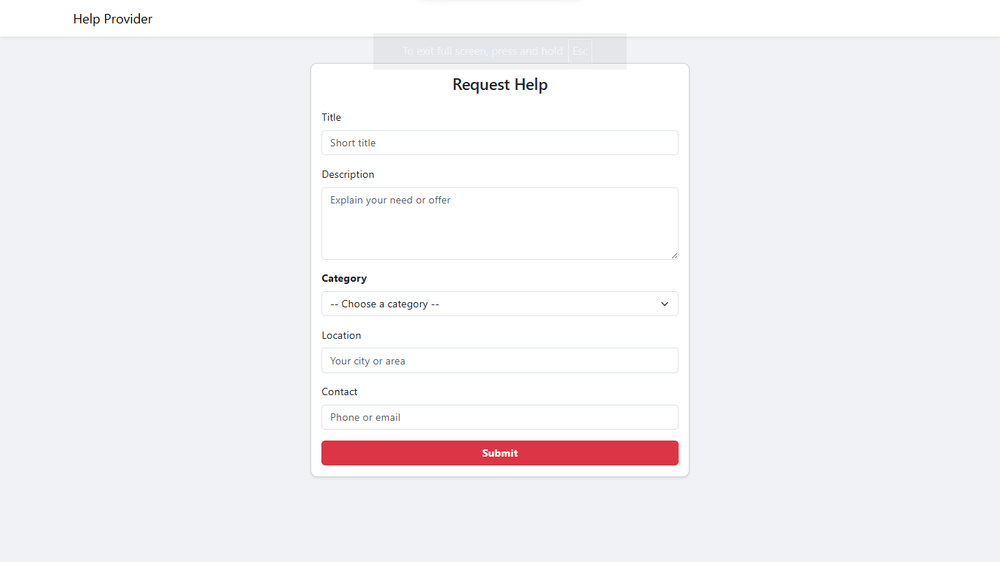 Help Provider
To exit full screen, press and hold Esc
Request Help
Title
Short title
Description
Explain your need or offer
Category
-- Choose a category --
Location
Your city or area
Contact
Phone or email
Submit